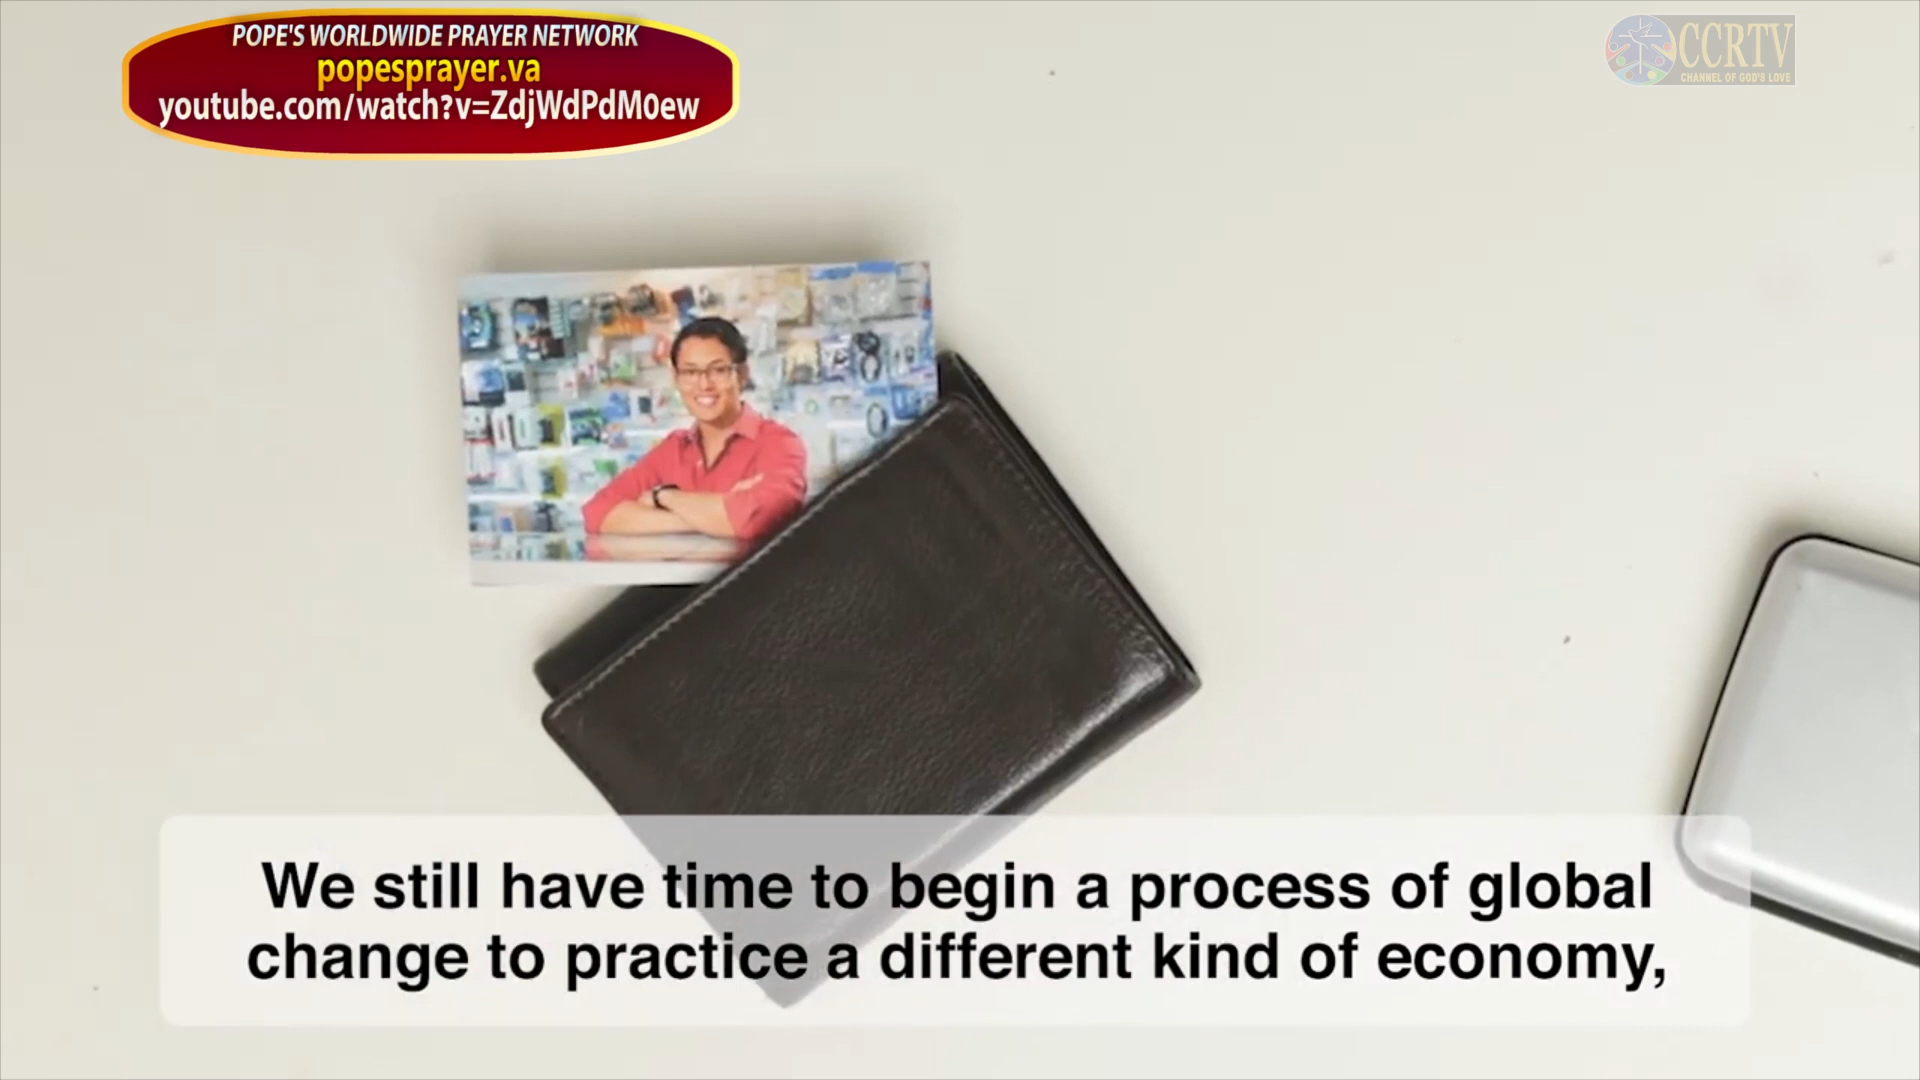 POPE'S WORLDWIDE PRAYER NETWORK
popesprayer.va
youtube.com/watch?v=ZdjWdPdM0ew
CCRTV
CHANNEL OF GOD'S LOVE
We still have time to begin a process of global
change to practice a different kind of economy,